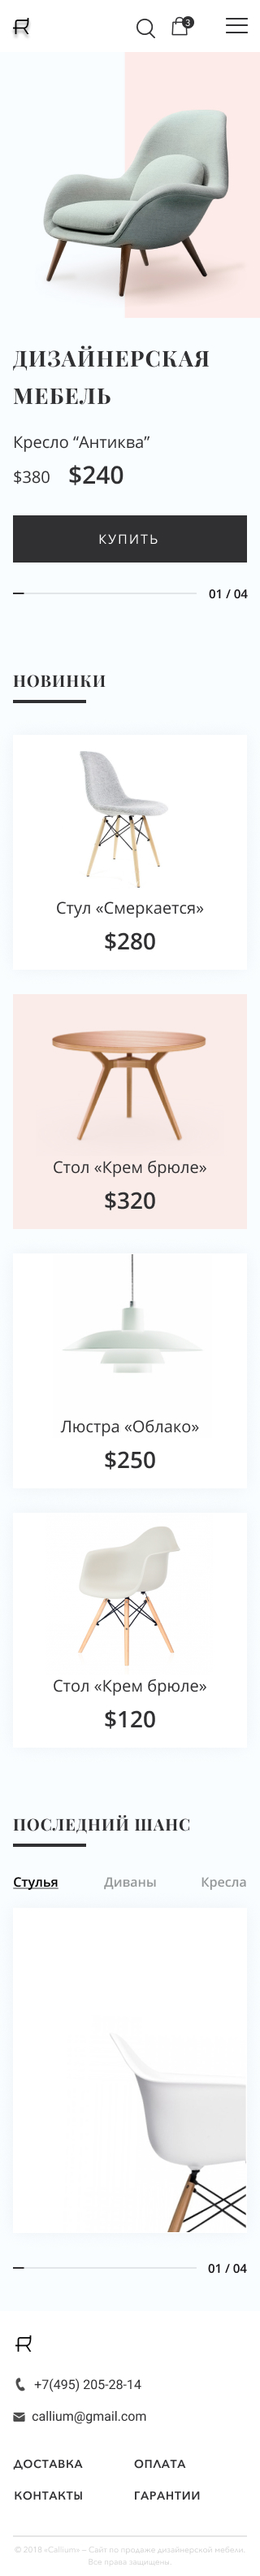 3
ДИЗАЙНЕРСКАЯ
МЕБЕЛЬ
Кресло “Антиква”
$380 $240
КУПИТЬ
01 / 04
НОВИНКИ
Стул «Смеркается»
$280
Стол «Крем брюле»
$320
Люстра «Облако»
$250
Стол «Крем брюле»
$120
ПОСЛЕДНИЙ ШАНС
Стулья Диваны Кресла
01 / 04
+7(495) 205-28-14
callium@gmail.com
ДОСТАВКА ОПЛАТА
КОНТАКТЫ ГАРАНТИИ
© 2018 «Callium» – Сайт по продаже дизайнерской мебели.
Все права защищены.